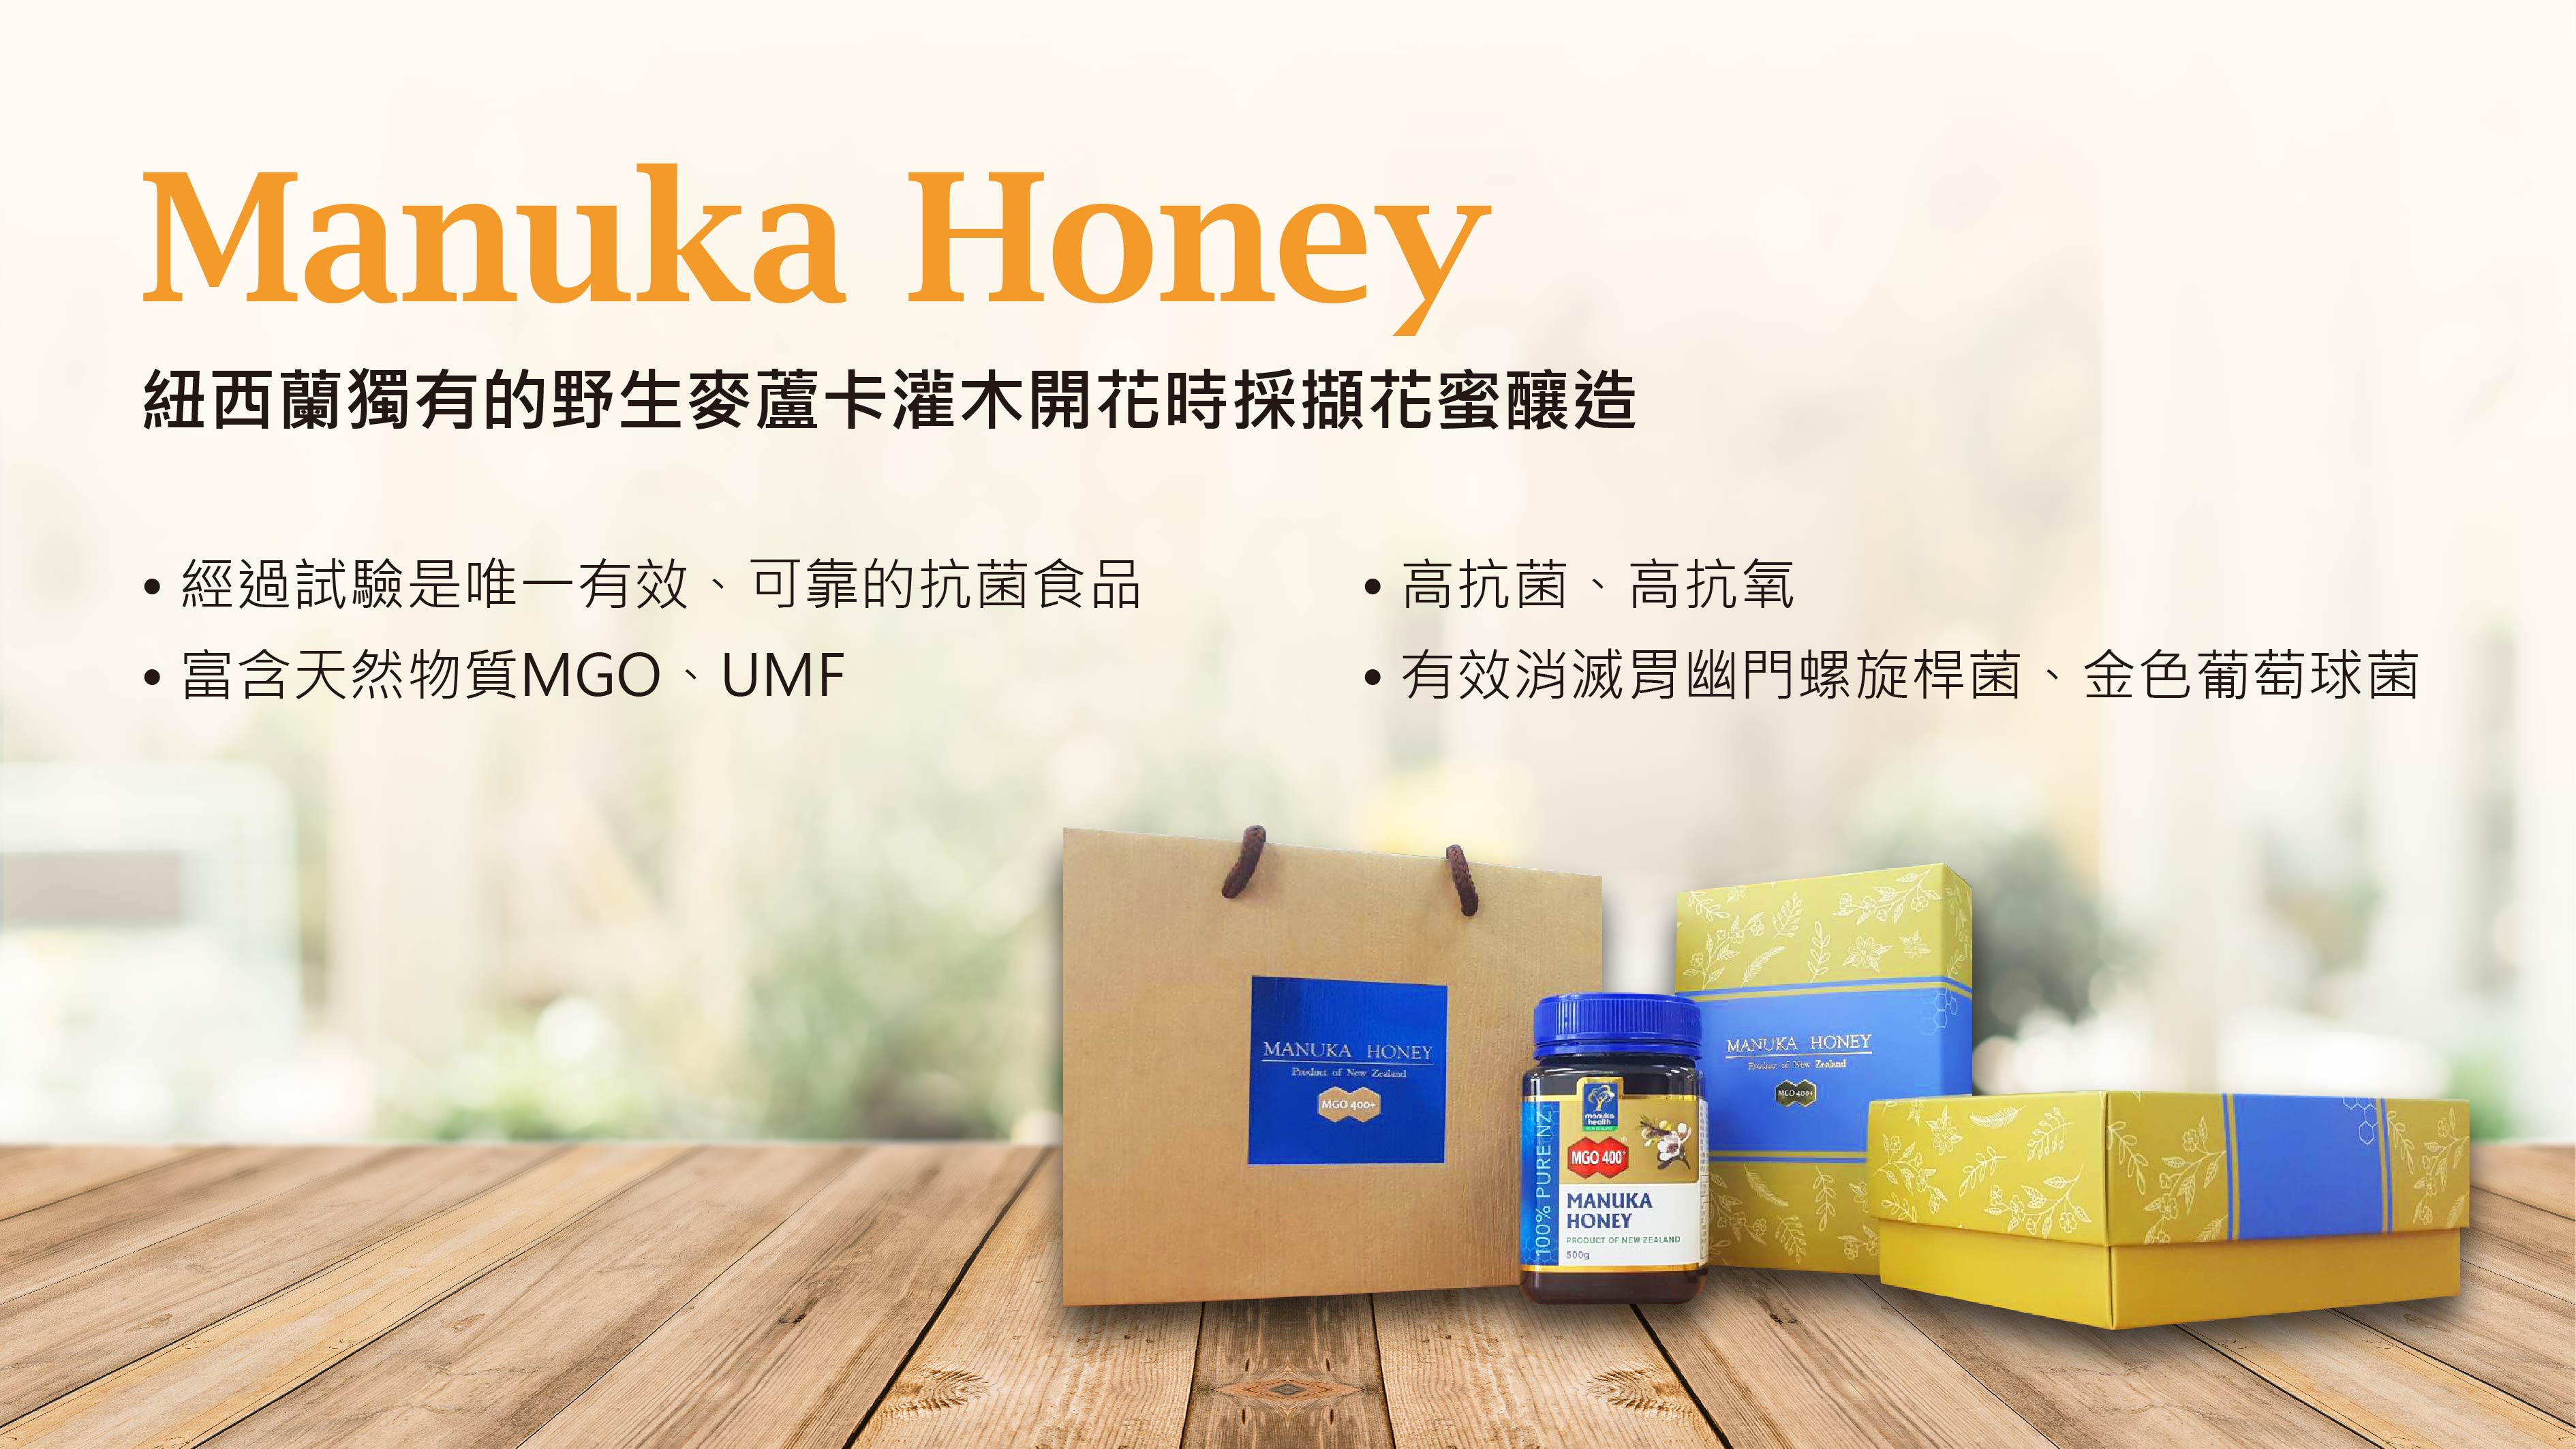 Manuka Honey
紐西蘭獨有的野生麥蘆卡灌木開花時採擷花蜜釀造
• 經過試驗是唯一有效、可靠的抗菌食品
• 富含天然物質MGO、UMF
• 高抗菌、高抗氧
• 有效消滅胃幽門螺旋桿菌、金色葡萄球菌
MANUKA HONEY
Product of New Zealand
MGO 400+
manuka
health
NEW ZEALAND
MGO 400+
100% PURE NZ
MANUKA
HONEY
PRODUCT OF NEW ZEALAND
500g
MANUKA HONEY
Product of New Zealand
MGO 400+